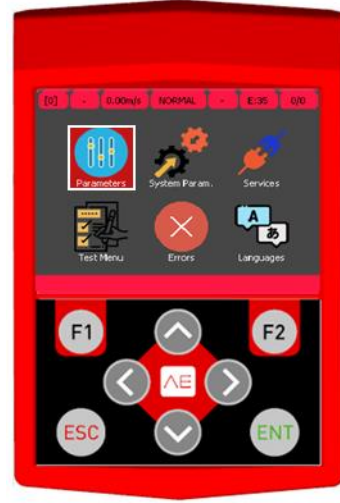 [0] - 0.00m/s NORMAL - E:35 0/0
Parameters System Param. Services
Test Menu Errors Languages
A
あ
F1 F2
ΛE
ESC ENT